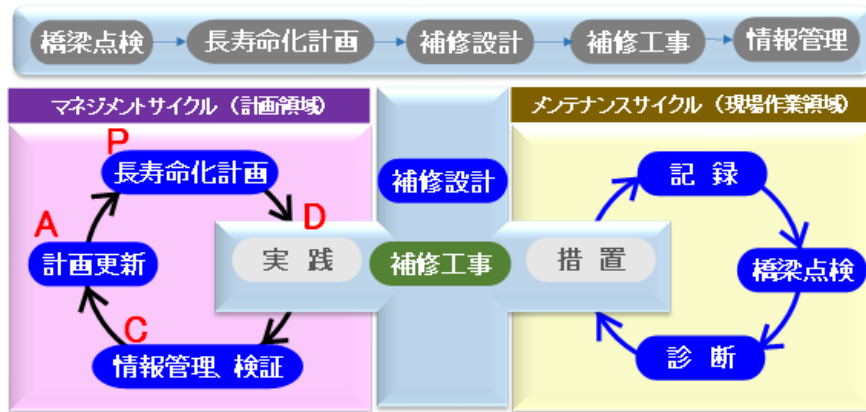 橋梁点検
長寿命化計画
補修設計
補修工事
情報管理
マネジメントサイクル（計画領域）
メンテナンスサイクル（現場作業領域）
P
長寿命化計画
D
実 践
A
計画更新
C
情報管理、検証
補修設計
補修工事
記 録
措 置
橋梁点検
診 断